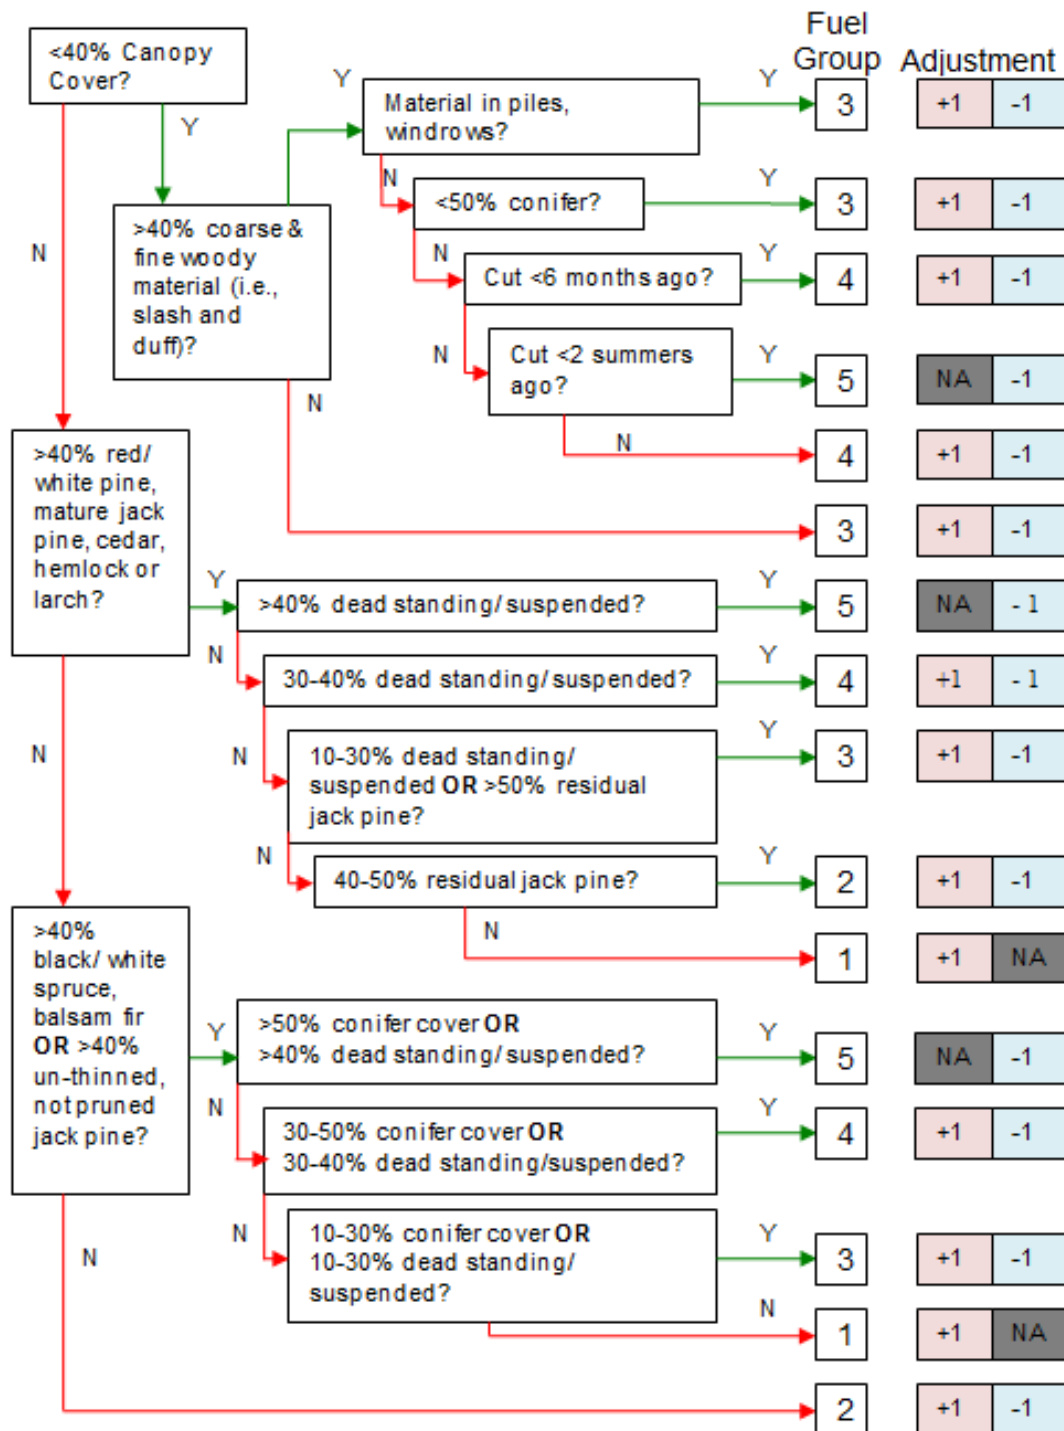 Fuel
Group
Adjustment
<40% Canopy
Cover?
Y
N
>40% coarse &
fine woody
material (i.e.,
slash and
duff)?
Y
N
Material in piles,
windrows?
Y
3
+1
-1
N
<50% conifer?
Y
3
+1
-1
N
Cut <6 months ago?
Y
4
+1
-1
N
Cut <2 summers
ago?
Y
5
NA
-1
N
4
+1
-1
3
+1
-1
>40% red/
white pine,
mature jack
pine, cedar,
hemlock or
larch?
Y
N
>40% dead standing/suspended?
Y
5
NA
- 1
N
30-40% dead standing/suspended?
Y
4
+1
- 1
N
10-30% dead standing/
suspended OR >50% residual
jack pine?
Y
3
+1
-1
N
40-50% residual jack pine?
Y
2
+1
-1
N
1
+1
NA
>40%
black/ white
spruce,
balsam fir
OR >40%
un-thinned,
not pruned
jack pine?
Y
N
>50% conifer cover OR
>40% dead standing/suspended?
Y
5
NA
-1
N
30-50% conifer cover OR
30-40% dead standing/suspended?
Y
4
+1
-1
N
10-30% conifer cover OR
10-30% dead standing/
suspended?
Y
3
+1
-1
N
1
+1
NA
2
+1
-1